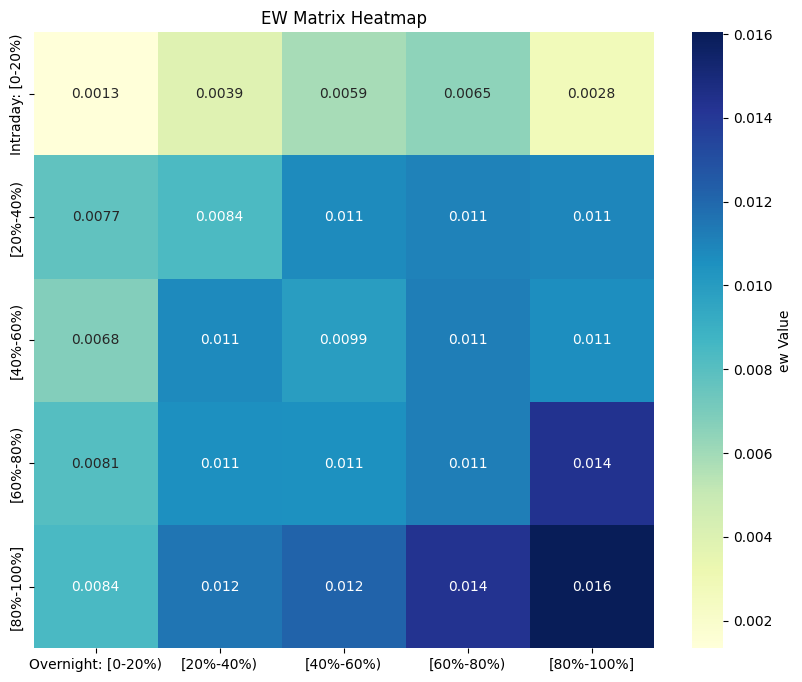 EW Matrix Heatmap
Intraday: [0-20%)
0.0013 0.0039 0.0059 0.0065 0.0028
[20%-40%)
0.0077 0.0084 0.011 0.011 0.011
[40%-60%)
0.0068 0.011 0.0099 0.011 0.011
[60%-80%)
0.0081 0.011 0.011 0.011 0.014
[80%-100%]
0.0084 0.012 0.012 0.014 0.016
Overnight: [0-20%) [20%-40%) [40%-60%) [60%-80%) [80%-100%]
0.016
0.014
0.012
0.010
0.008
0.006
0.004
0.002
ew Value